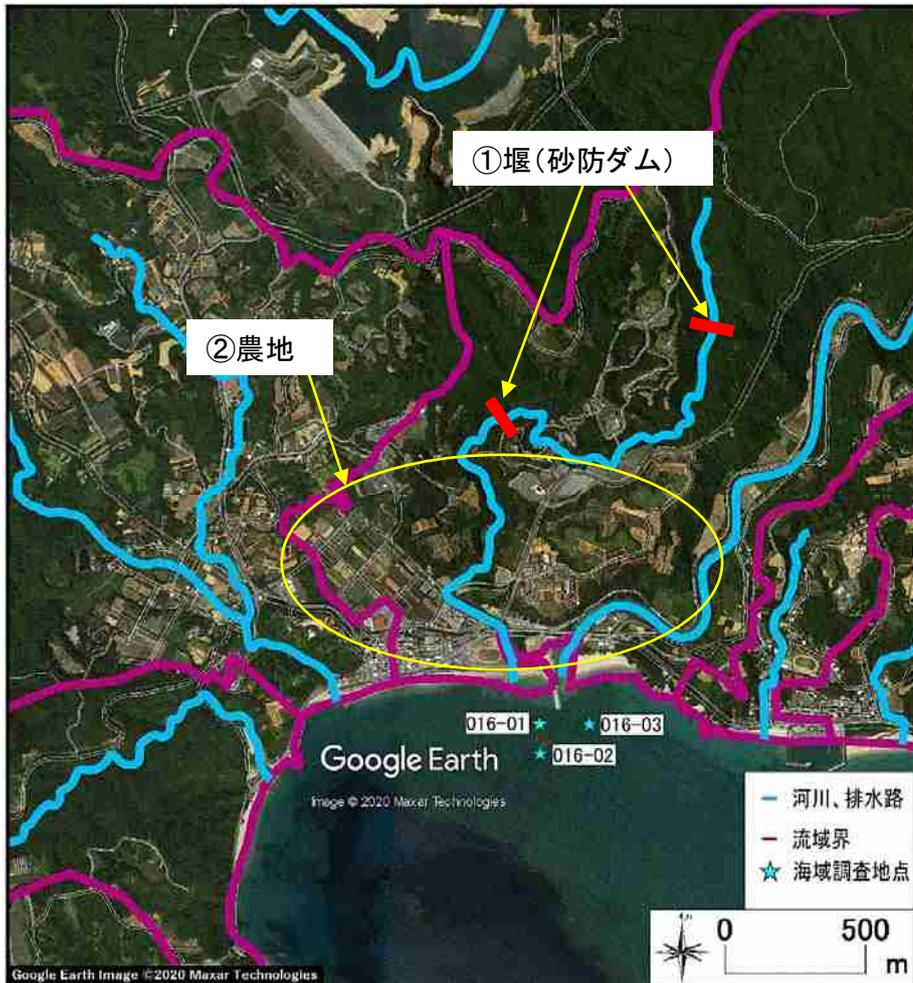 ①堰(砂防ダム)
②農地
016-01
016-03
016-02
Google Earth
Image © 2020 Maxar Technologies
河川、排水路
流域界
海域調査地点
0 500
m
Google Earth Image ©2020 Maxar Technologies